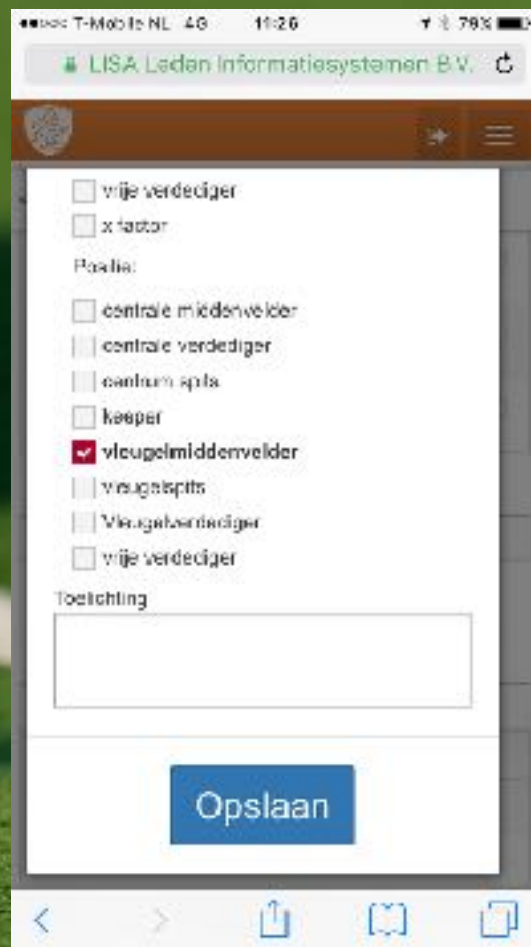 T-Mobile NL 4G 11:26 79%
LISA Leden Informatiesystemen B.V.
vrije verdediger
x factor
Positie:
centrale middenvelder
centrale verdediger
centrum spits
keeper
vleugelmiddenvelder
vleugelspits
Vleugelverdediger
vrije verdediger
Toelichting
Opslaan